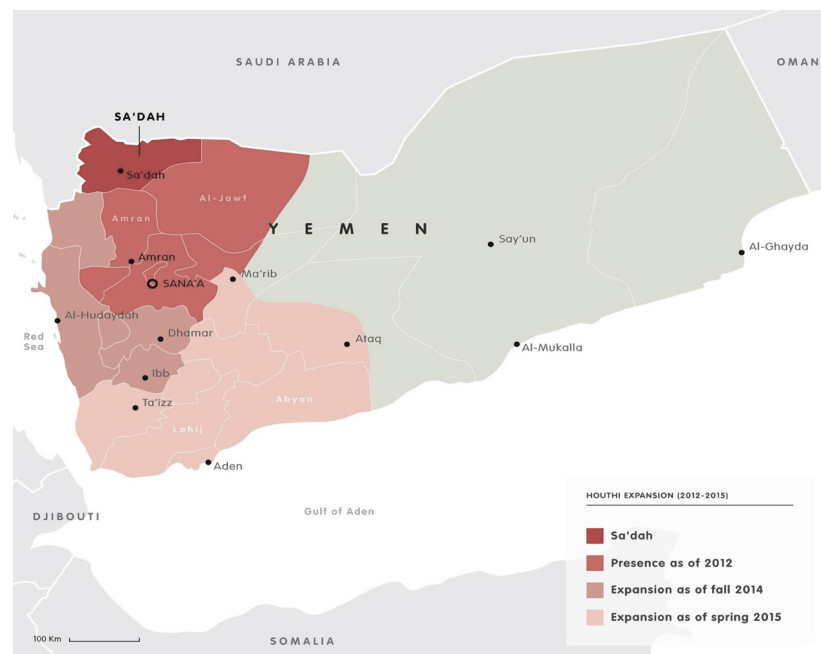 SAUDI ARABIA
OMAN
SA'DAH
Sa'dah
Al-Jawf
Amran
Y E M E N
Say'un
Al-Ghayda
Amran
Ma'rib
SANA'A
Al-Hudaydah
Dhamar
Ataq
Al-Mukalla
Red
Sea
Ibb
Abyan
Ta'izz
Lahij
Aden
HOUTHI EXPANSION (2012-2015)
Sa'dah
Presence as of 2012
Expansion as of fall 2014
Expansion as of spring 2015
Gulf of Aden
DJIBOUTI
100 Km
SOMALIA